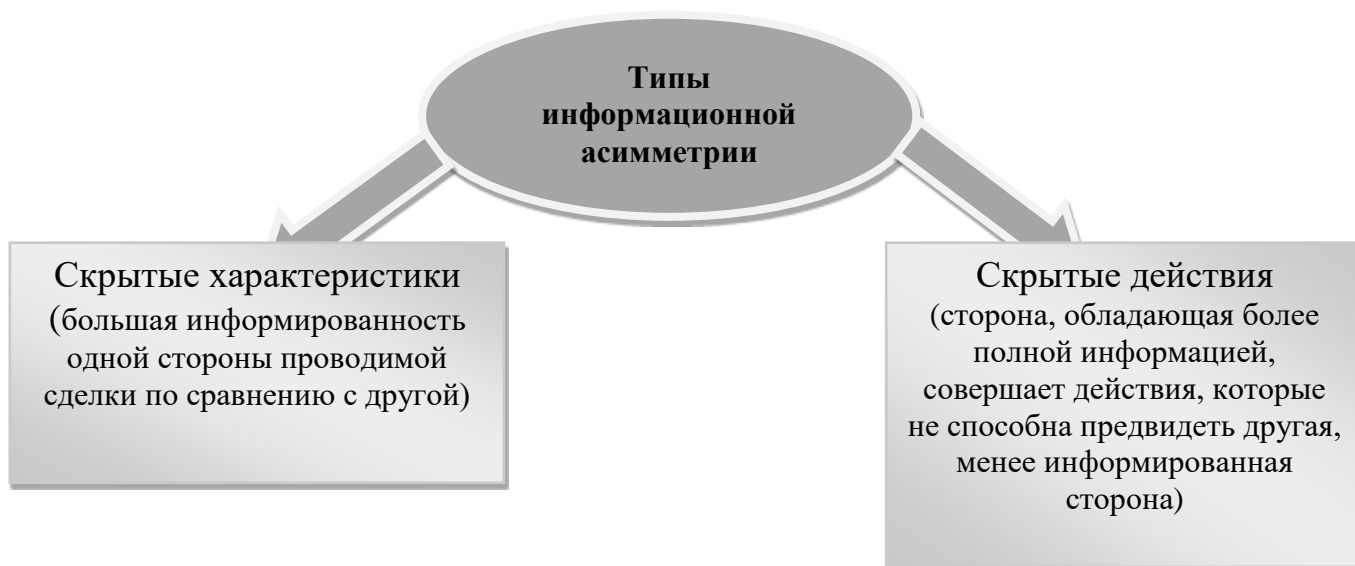 Типы
информационной
асимметрии
Скрытые характеристики
(большая информированность
одной стороны проводимой
сделки по сравнению с другой)
Скрытые действия
(сторона, обладающая более
полной информацией,
совершает действия, которые
не способна предвидеть другая,
менее информированная
сторона)